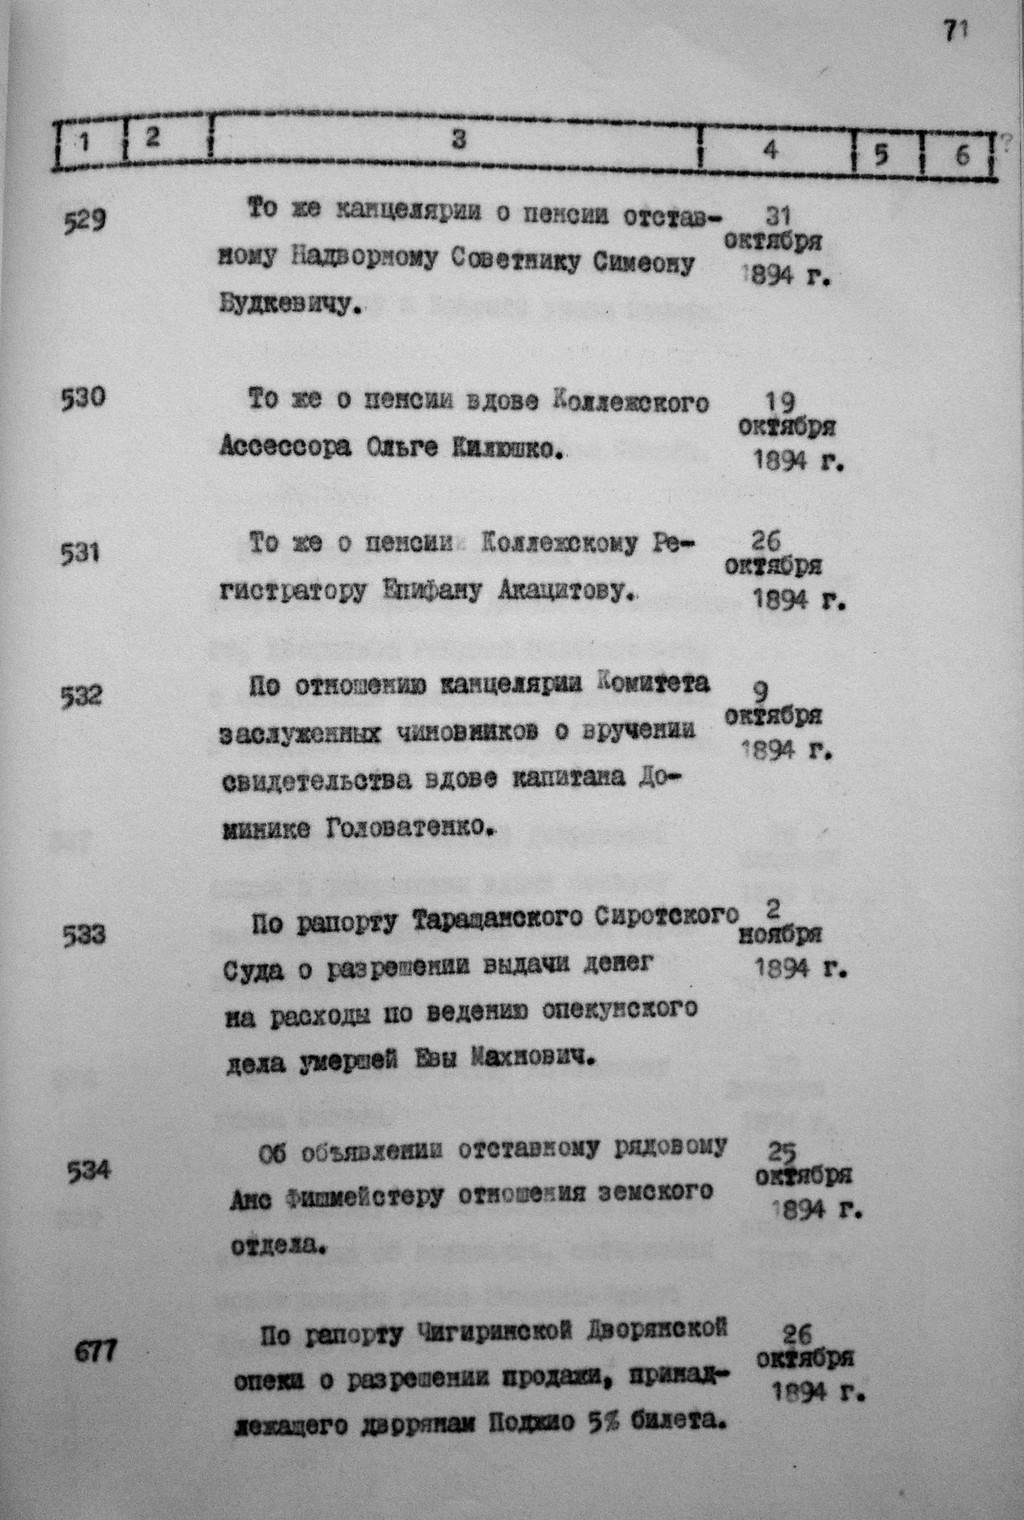 71
1 2 3 4 5 6 ?
529 То же канцелярии о пенсии отстав- 31
октября
ному Надворному Советнику Симеону 1894 г.
Будкевичу.
530 То же о пенсии вдове Коллежского 19
октября
Ассессора Ольге Килюшко. 1894 г.
531 То же о пенсии Коллежскому Ре- 26
октября
гистратору Епифану Акацитову. 1894 г.
532 По отношению канцелярии Комитета 9
октября
заслуженных чиновников о вручении 1894 г.
свидетельства вдове капитана До-
минике Головатенко.
533 По рапорту Таращанского Сиротского 2
ноября
Суда о разрешении выдачи денег 1894 г.
на расходы по ведению опекунского
дела умершей Евы Махнович.
534 Об объявлении отставному рядовому 25
октября
Анс Фишмейстеру отношения земского 1894 г.
отдела.
677 По рапорту Чигиринской Дворянской 26
октября
опеки о разрешении продажи, принад- 1894 г.
лежащего дворянам Поджио 5% билета.